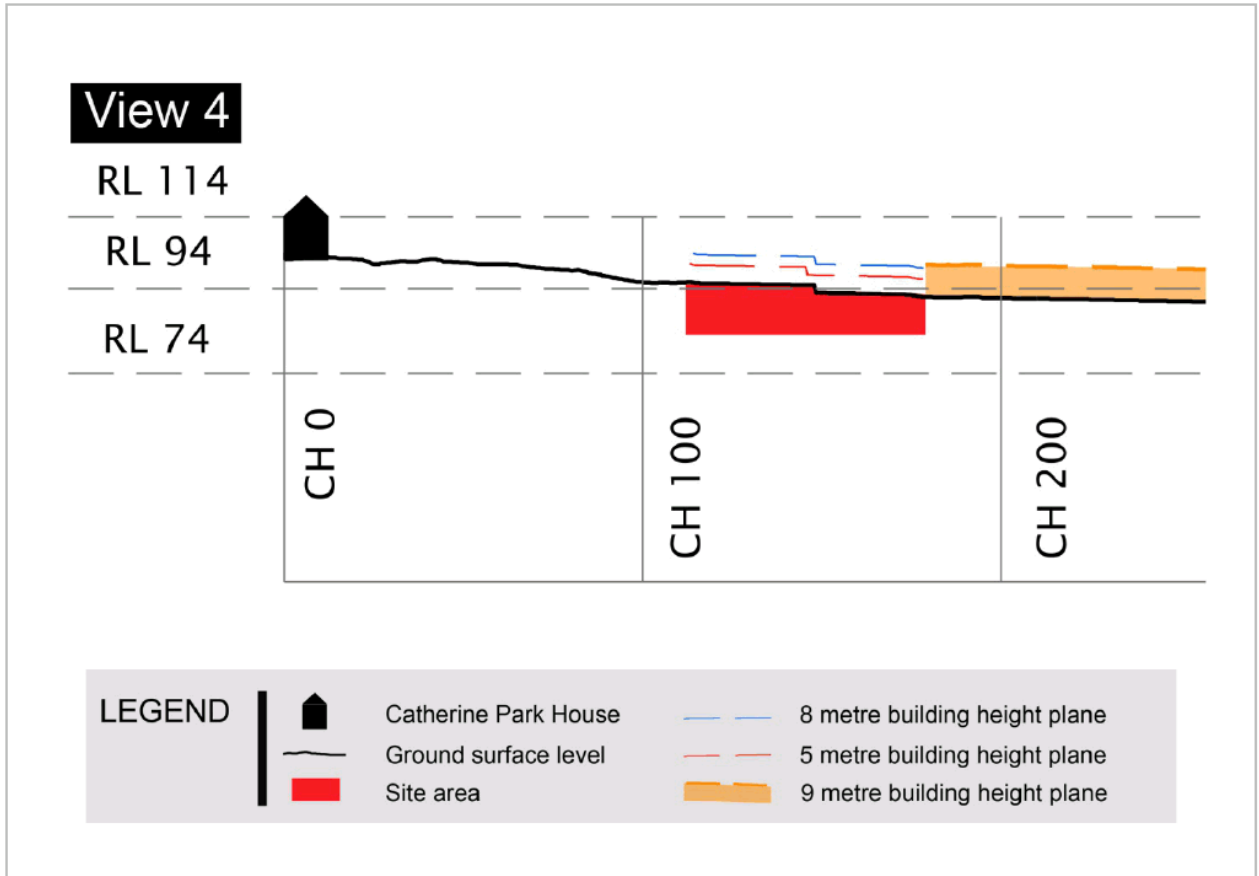 View 4
RL 114
RL 94
RL 74
CH 0
CH 100
CH 200
LEGEND
Catherine Park House
Ground surface level
Site area
8 metre building height plane
5 metre building height plane
9 metre building height plane